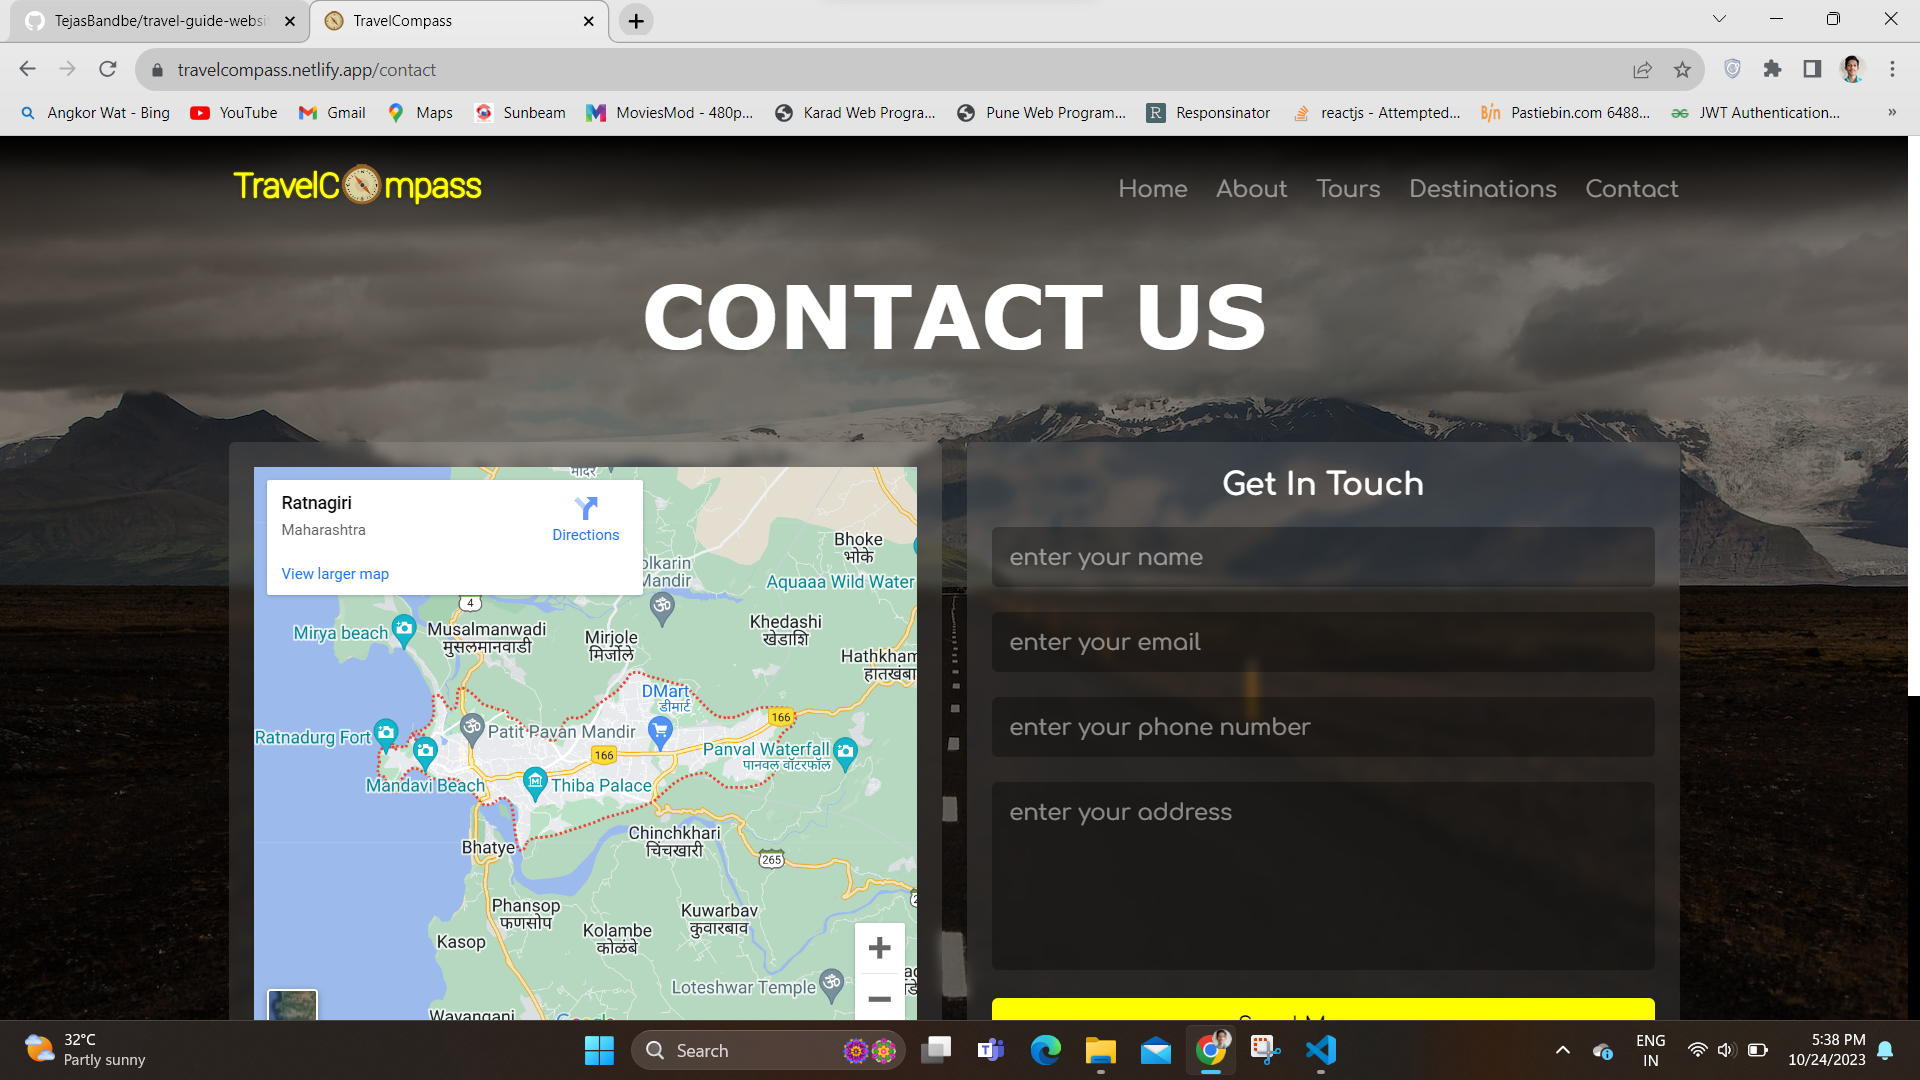 TejasBandbe/travel-guide-websi
TravelCompass
travelcompass.netlify.app/contact
Angkor Wat - Bing
YouTube
Gmail
Maps
Sunbeam
MoviesMod - 480p...
Karad Web Progra...
Pune Web Program...
Responsinator
reactjs - Attempted...
Pastiebin.com 6488...
JWT Authentication...
TravelC mpass
Home
About
Tours
Destinations
Contact
CONTACT US
Ratnagiri
Maharashtra
Directions
View larger map
मंदिर
olkarin
Mandir
Bhoke
भोके
Aquaaa Wild Water
4
Mirya beach
Musalmanwadi
मुसलमानवाडी
Mirjole
मिर्जोले
Khedashi
खेडाशि
Hathkham
हातखंबा
DMart
डीमार्ट
166
Ratnadurg Fort
Patit Pavan Mandir
166
Panval Waterfall
पानवल वॉटरफॉल
Mandavi Beach
Thiba Palace
Chinchkhari
चिंचखारी
Bhatye
265
Phansop
फणसोप
Kuwarbav
कुवारबाव
Kolambe
कोळंबे
Kasop
Loteshwar Temple
Wayangani
Google
Get In Touch
enter your name
enter your email
enter your phone number
enter your address
32°C
Partly sunny
Search
ENG
IN
5:38 PM
10/24/2023